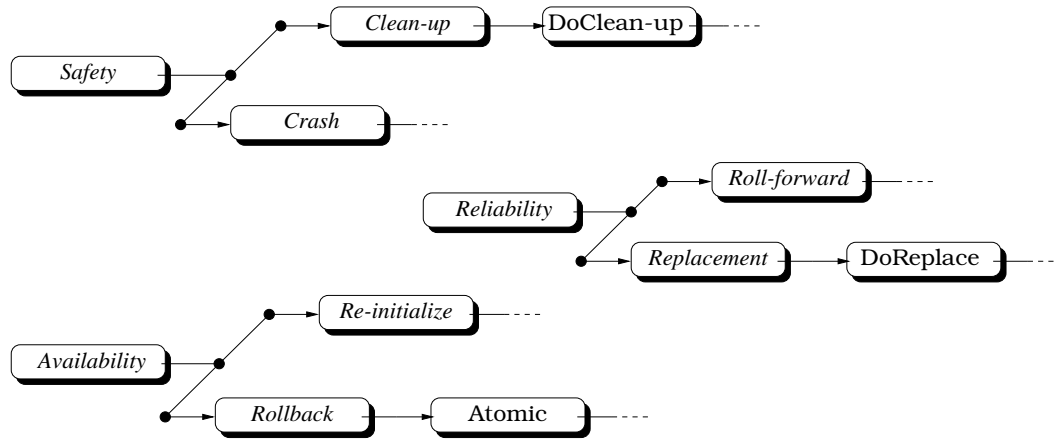 Clean-up
DoClean-up
Safety
Crash
Roll-forward
Reliability
Replacement
DoReplace
Re-initialize
Availability
Rollback
Atomic